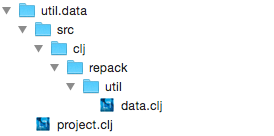 util.data
src
clj
repack
util
data.clj
project.clj